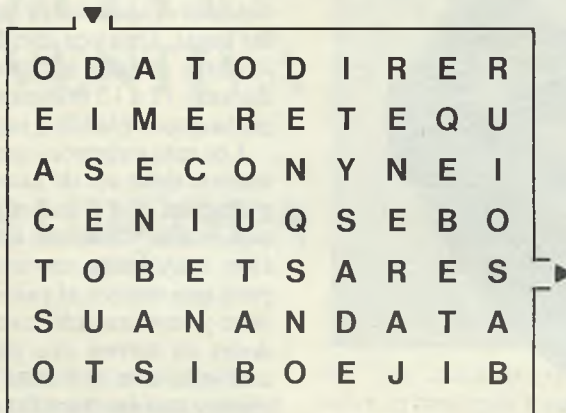 O D A T O D I R E R
E I M E R E T E Q U
A S E C O N Y N E I
C E N I U Q S E B O
T O B E T S A R E S
S U A N A N D A T A
O T S I B O E J I B